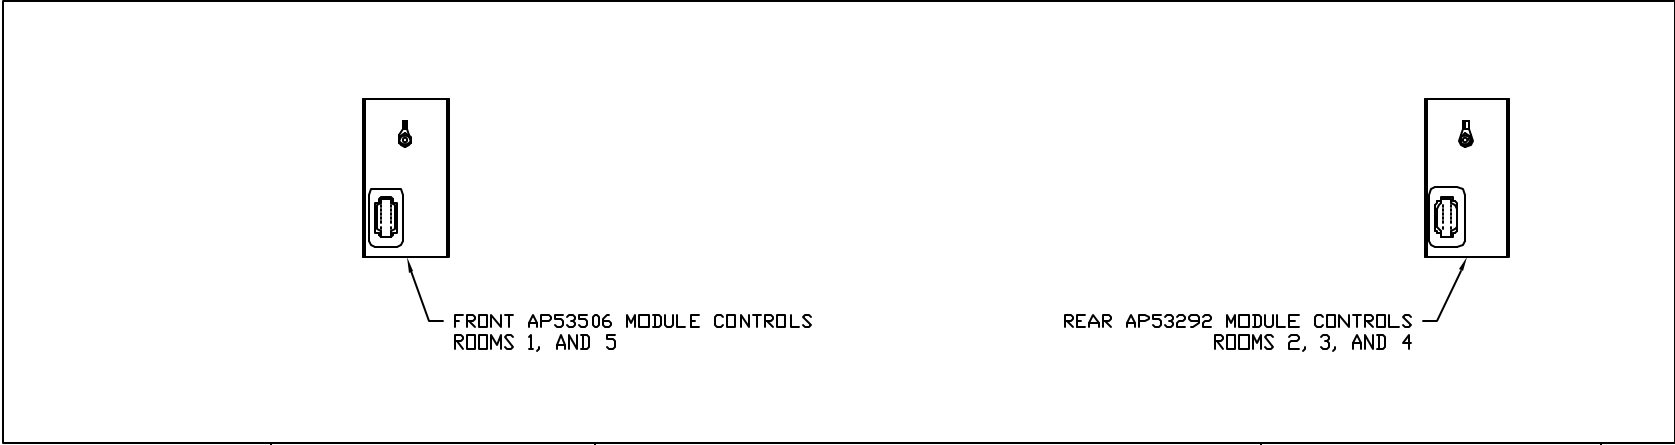 FRONT AP53506 MODULE CONTROLS
ROOMS 1, AND 5
REAR AP53292 MODULE CONTROLS
ROOMS 2, 3, AND 4